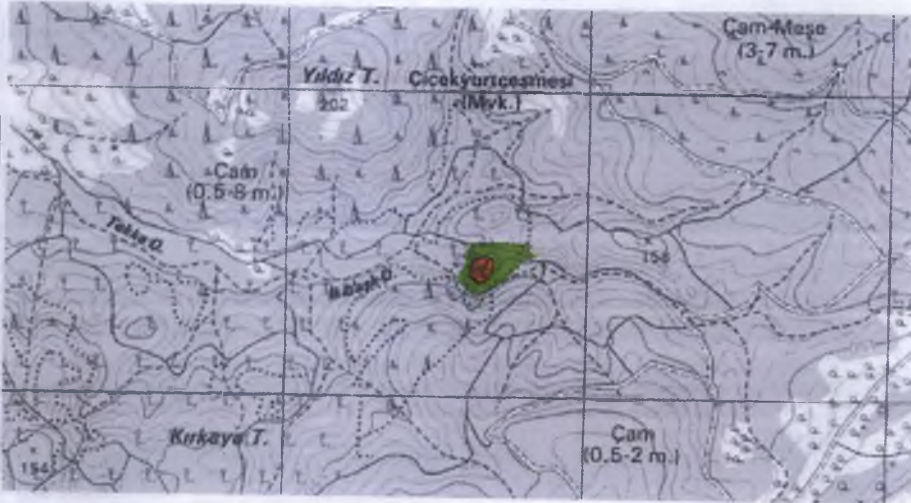 Çam-Meşe
(3-7 m.)
Yıldız T.
202
Çiçekyurtçeşmesi
(Mvk.)
Çam
(0.5-8 m.)
Tekke D.
158
Kırkaya T.
154
Çam
(0.5-2 m.)